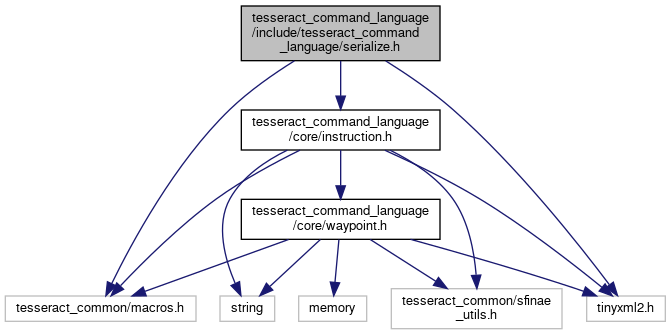 tesseract_command_language
/include/tesseract_command
_language/serialize.h
tesseract_command_language
/core/instruction.h
tesseract_command_language
/core/waypoint.h
tesseract_common/macros.h
string
memory
tesseract_common/sfinae
_utils.h
tinyxml2.h